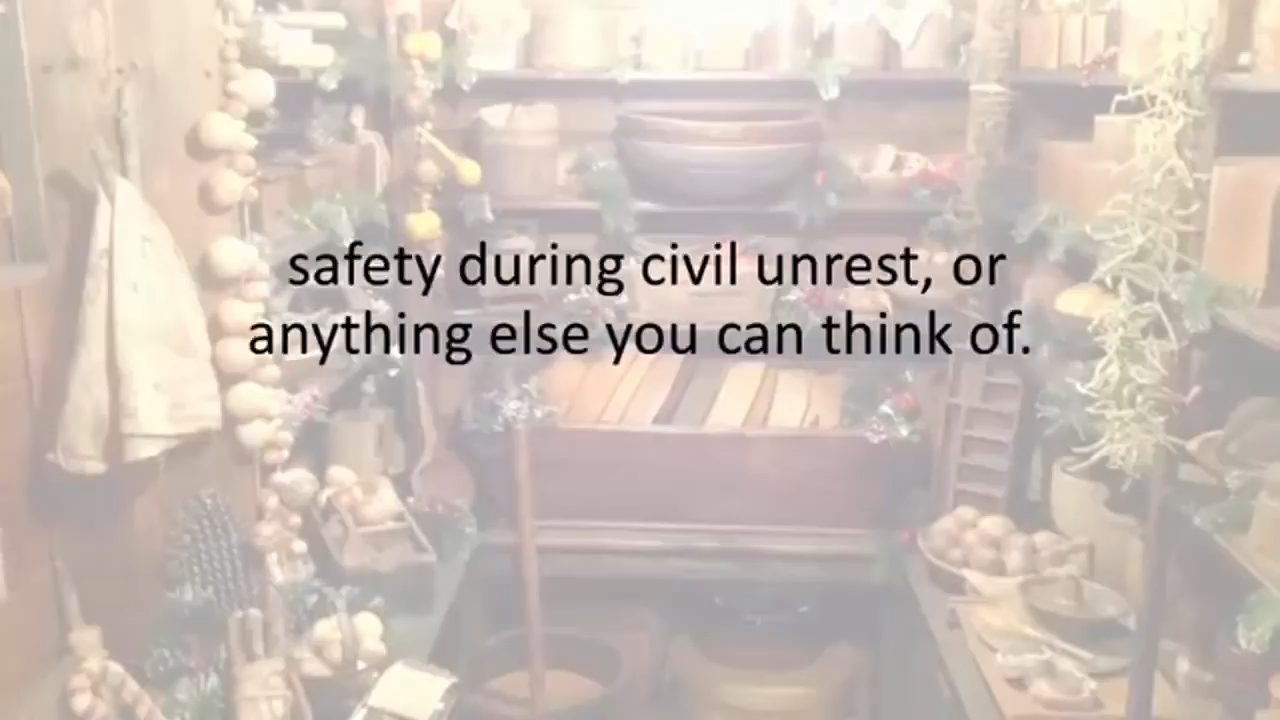 safety during civil unrest, or
anything else you can think of.